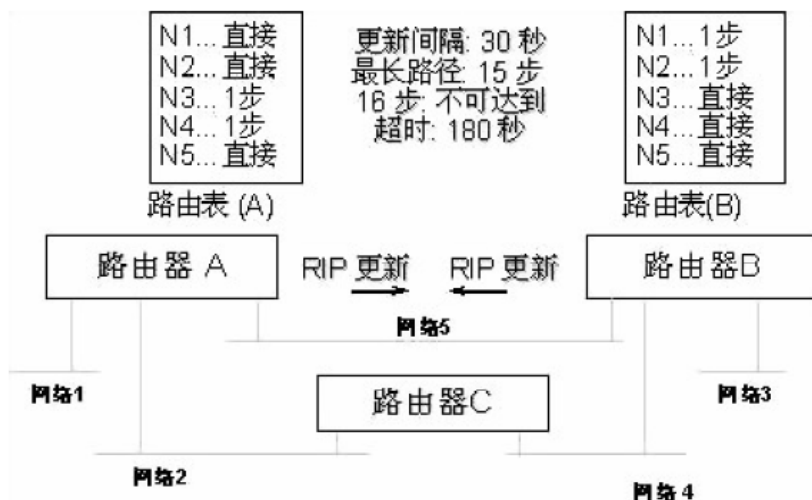 N1... 直接
N2... 直接
N3... 1步
N4... 1步
N5... 直接
路由表 (A)
更新间隔: 30 秒
最长路径: 15 步
16 步: 不可达到
超时: 180 秒
N1... 1步
N2... 1步
N3... 直接
N4... 直接
N5... 直接
路由表(B)
路由器 A
RIP 更新
RIP 更新
路由器B
网络5
网络1
路由器C
网络3
网络2
网络 4